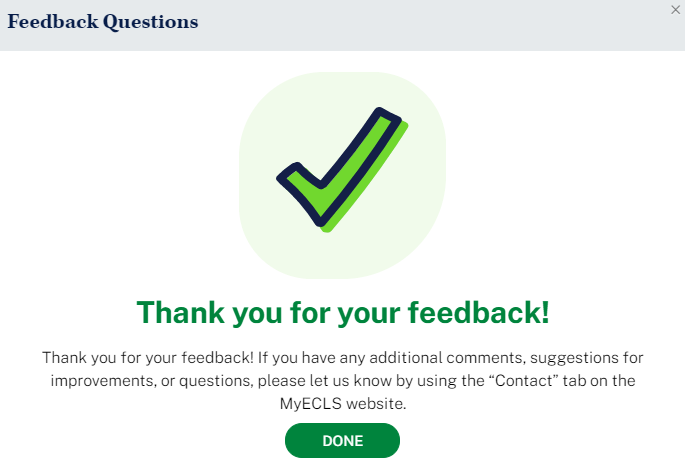 Feedback Questions
Thank you for your feedback!
Thank you for your feedback! If you have any additional comments, suggestions for
improvements, or questions, please let us know by using the “Contact” tab on the
MyECLS website.
DONE